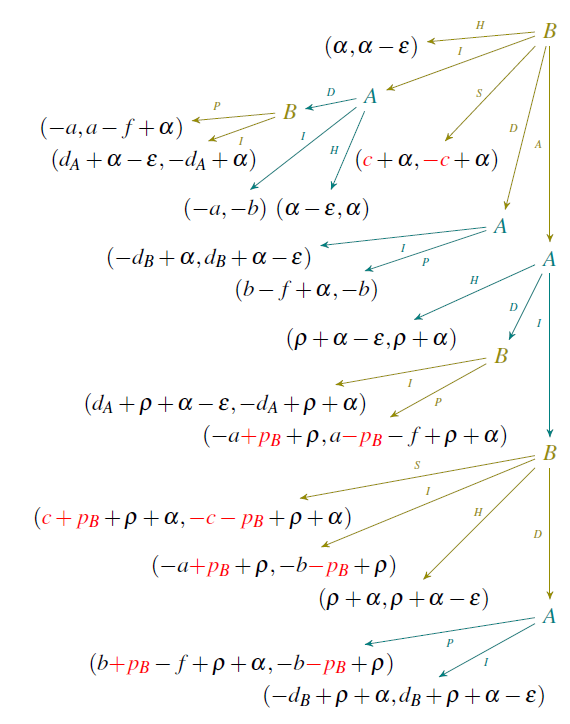 H B
(α, α − ε) I
S
D A
B D A
P
(−a, a − f + α) I I H
(d_A + α − ε, −d_A + α) (c + α, −c + α)
(−a, −b) (α − ε, α)
A
I
(−d_B + α, d_B + α − ε) P A
(b − f + α, −b) H
D
(ρ + α − ε, ρ + α) I
B
I
(d_A + ρ + α − ε, −d_A + ρ + α) P
(−a + p_B + ρ, a − p_B − f + ρ + α)
B
S
I
(c + p_B + ρ + α, −c − p_B + ρ + α) H
D
(−a + p_B + ρ, −b − p_B + ρ)
(ρ + α, ρ + α − ε)
A
P
(b + p_B − f + ρ + α, −b − p_B + ρ) I
(−d_B + ρ + α, d_B + ρ + α − ε)